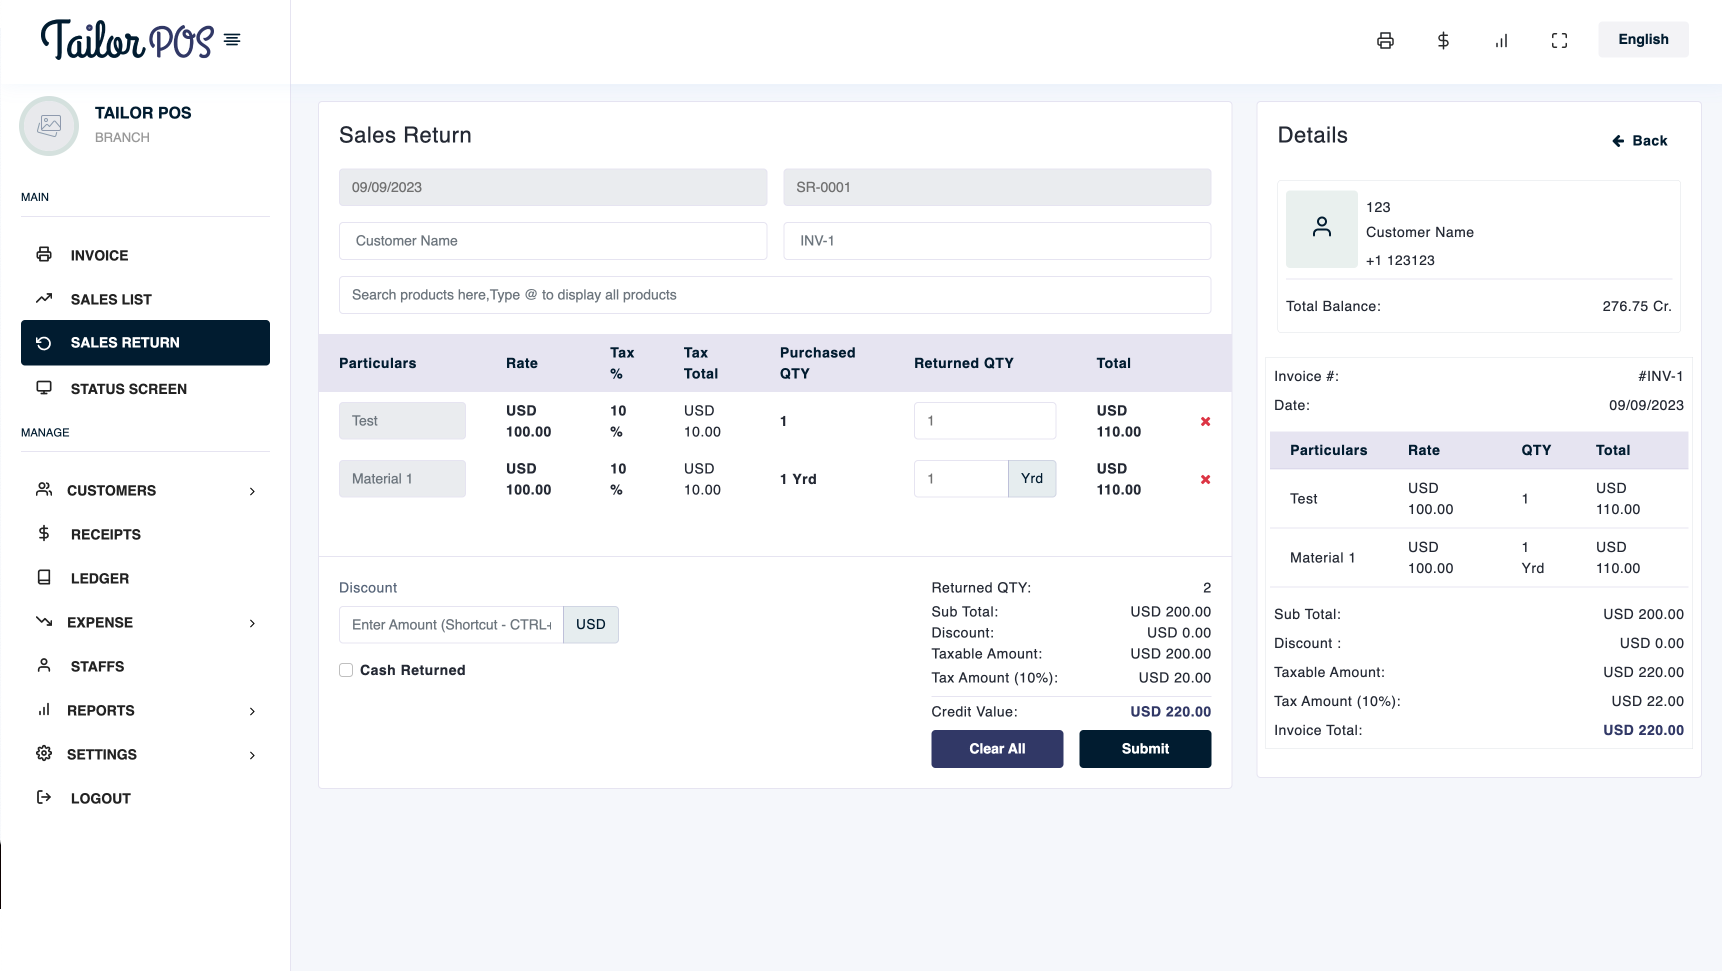 Tailor POS
English
TAILOR POS
BRANCH
MAIN
INVOICE
SALES LIST
SALES RETURN
STATUS SCREEN
MANAGE
CUSTOMERS
RECEIPTS
LEDGER
EXPENSE
STAFFS
REPORTS
SETTINGS
LOGOUT
Sales Return
09/09/2023 SR-0001
Customer Name INV-1
Search products here,Type @ to display all products
Particulars Rate Tax % Tax Total Purchased QTY Returned QTY Total
Test USD 100.00 10 % USD 10.00 1 1 USD 110.00
Material 1 USD 100.00 10 % USD 10.00 1 Yrd 1 Yrd USD 110.00
Discount
Enter Amount (Shortcut - CTRL+ USD
Cash Returned
Returned QTY: 2
Sub Total: USD 200.00
Discount: USD 0.00
Taxable Amount: USD 200.00
Tax Amount (10%): USD 20.00
Credit Value: USD 220.00
Clear All Submit
Details
Back
123
Customer Name
+1 123123
Total Balance: 276.75 Cr.
Invoice #: #INV-1
Date: 09/09/2023
Particulars Rate QTY Total
Test USD 100.00 1 USD 110.00
Material 1 USD 100.00 1 Yrd USD 110.00
Sub Total: USD 200.00
Discount : USD 0.00
Taxable Amount: USD 220.00
Tax Amount (10%): USD 22.00
Invoice Total: USD 220.00